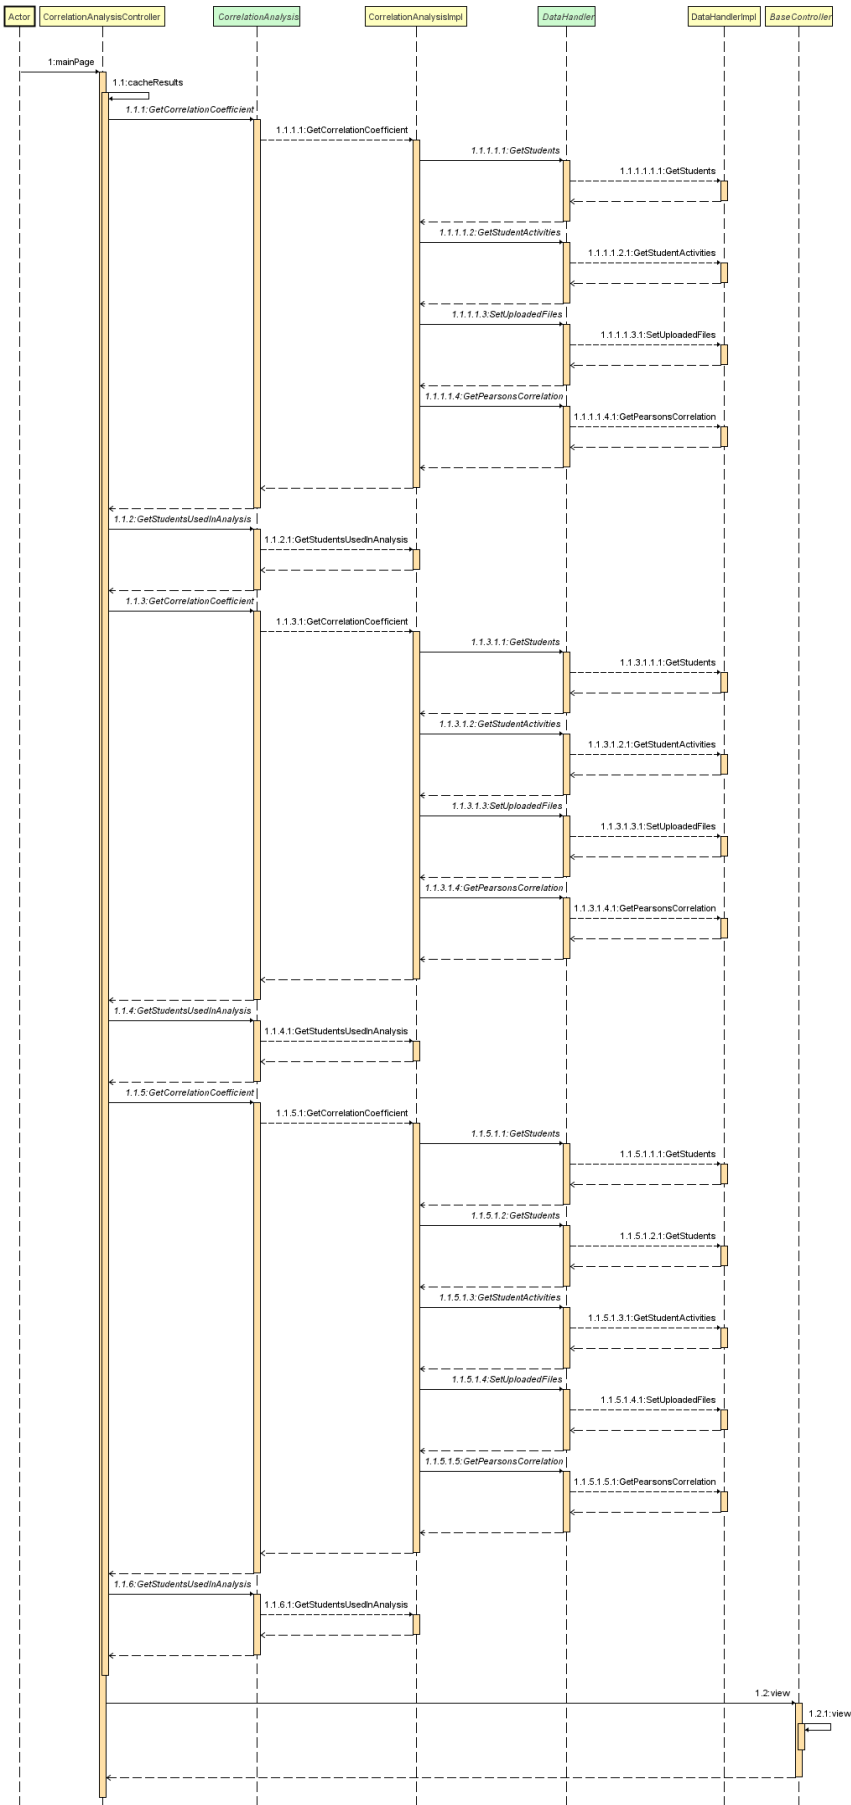 Actor
CorrelationAnalysisController
CorrelationAnalysis
CorrelationAnalysisImpl
DataHandler
DataHandlerImpl
BaseController
1:mainPage
1.1:cacheResults
1.1.1:GetCorrelationCoefficient
1.1.1.1:GetCorrelationCoefficient
1.1.1.1.1:GetStudents
1.1.1.1.1.1:GetStudents
1.1.1.1.2:GetStudentActivities
1.1.1.1.2.1:GetStudentActivities
1.1.1.1.3:SetUploadedFiles
1.1.1.1.3.1:SetUploadedFiles
1.1.1.1.4:GetPearsonsCorrelation
1.1.1.1.4.1:GetPearsonsCorrelation
1.1.2:GetStudentsUsedInAnalysis
1.1.2.1:GetStudentsUsedInAnalysis
1.1.3:GetCorrelationCoefficient
1.1.3.1:GetCorrelationCoefficient
1.1.3.1.1:GetStudents
1.1.3.1.1.1:GetStudents
1.1.3.1.2:GetStudentActivities
1.1.3.1.2.1:GetStudentActivities
1.1.3.1.3:SetUploadedFiles
1.1.3.1.3.1:SetUploadedFiles
1.1.3.1.4:GetPearsonsCorrelation
1.1.3.1.4.1:GetPearsonsCorrelation
1.1.4:GetStudentsUsedInAnalysis
1.1.4.1:GetStudentsUsedInAnalysis
1.1.5:GetCorrelationCoefficient
1.1.5.1:GetCorrelationCoefficient
1.1.5.1.1:GetStudents
1.1.5.1.1.1:GetStudents
1.1.5.1.2:GetStudents
1.1.5.1.2.1:GetStudents
1.1.5.1.3:GetStudentActivities
1.1.5.1.3.1:GetStudentActivities
1.1.5.1.4:SetUploadedFiles
1.1.5.1.4.1:SetUploadedFiles
1.1.5.1.5:GetPearsonsCorrelation
1.1.5.1.5.1:GetPearsonsCorrelation
1.1.6:GetStudentsUsedInAnalysis
1.1.6.1:GetStudentsUsedInAnalysis
1.2:view
1.2.1:view